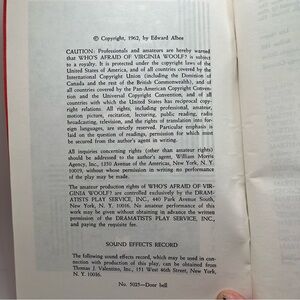 © Copyright, 1962, by Edward Albee
CAUTION: Professionals and amateurs are hereby warned
that WHO'S AFRAID OF VIRGINIA WOOLF? is subject
to a royalty. It is protected under the copyright laws of the
United States of America, and of all countries covered by the
International Copyright Union (including the Dominion of
Canada and the rest of the British Commonwealth), and of
all countries covered by the Pan-American Copyright Conven-
tion and the Universal Copyright Convention, and of all
countries with which the United States has reciprocal copy-
right relations. All rights, including professional, amateur,
motion picture, recitation, lecturing, public reading, radio
broadcasting, television, and the rights of translation into for-
eign languages, are strictly reserved. Particular emphasis is
laid on the question of readings, permission for which must
be secured from the author's agent in writing.
All inquiries concerning rights (other than amateur rights)
should be addressed to the author's agent, William Morris
Agency, Inc., 1350 Avenue of the Americas, New York, N. Y.
10019, without whose permission in writing no performance
of the play may be made.
The amateur production rights of WHO'S AFRAID OF VIR-
GINIA WOOLF? are controlled exclusively by the DRAM-
ATISTS PLAY SERVICE, INC., 440 Park Avenue South,
New York, N. Y. 10016. No amateur performance of this
may be given without obtaining in advance the written
permission of the DRAMATISTS PLAY SERVICE, INC.,
and paying the requisite fee.
SOUND EFFECTS RECORD
The following sound effects record, which may be used in con-
nection with production of this play, can be obtained from
Thomas J. Valentino, Inc., 151 West 46th Street, New York,
N. Y. 10036.
No. 5025—Door bell